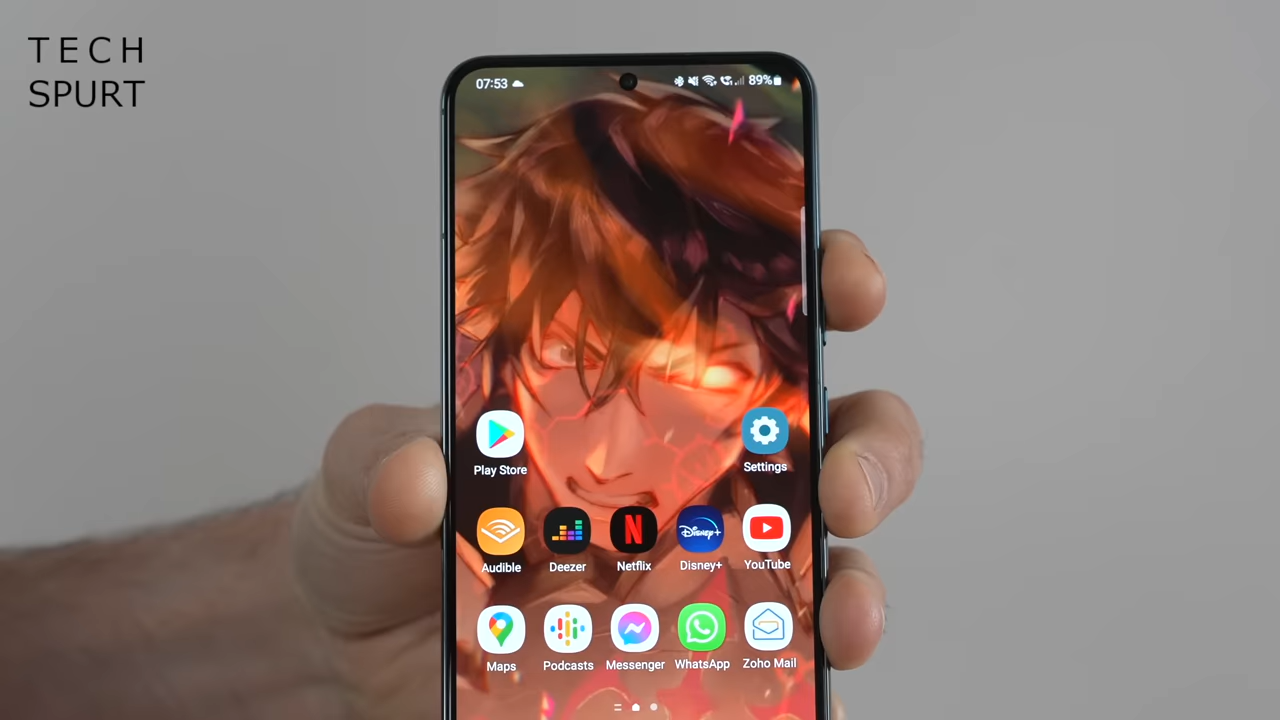 TECH
SPURT
07:53
89%
Play Store
Settings
N
Disney+
Audible
Deezer
Netflix
Disney+
YouTube
Maps
Podcasts
Messenger
WhatsApp
Zoho Mail